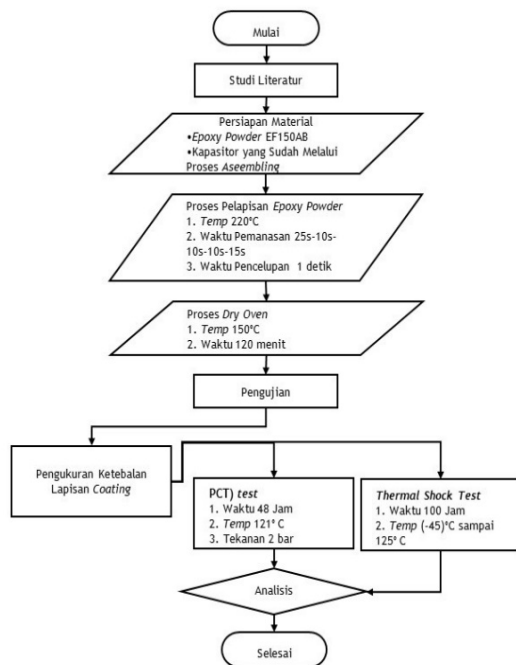 Mulai
Studi Literatur
Persiapan Material
•Epoxy Powder EF150AB
•Kapasitor yang Sudah Melalui
Proses Aseembling
Proses Pelapisan Epoxy Powder
1. Temp 220°C
2. Waktu Pemanasan 25s-10s-
10s-10s-15s
3. Waktu Pencelupan 1 detik
Proses Dry Oven
1. Temp 150°C
2. Waktu 120 menit
Pengujian
Pengukuran Ketebalan
Lapisan Coating
PCT) test
1. Waktu 48 Jam
2. Temp 121° C
3. Tekanan 2 bar
Thermal Shock Test
1. Waktu 100 Jam
2. Temp (-45)°C sampai
125° C
Analisis
Selesai